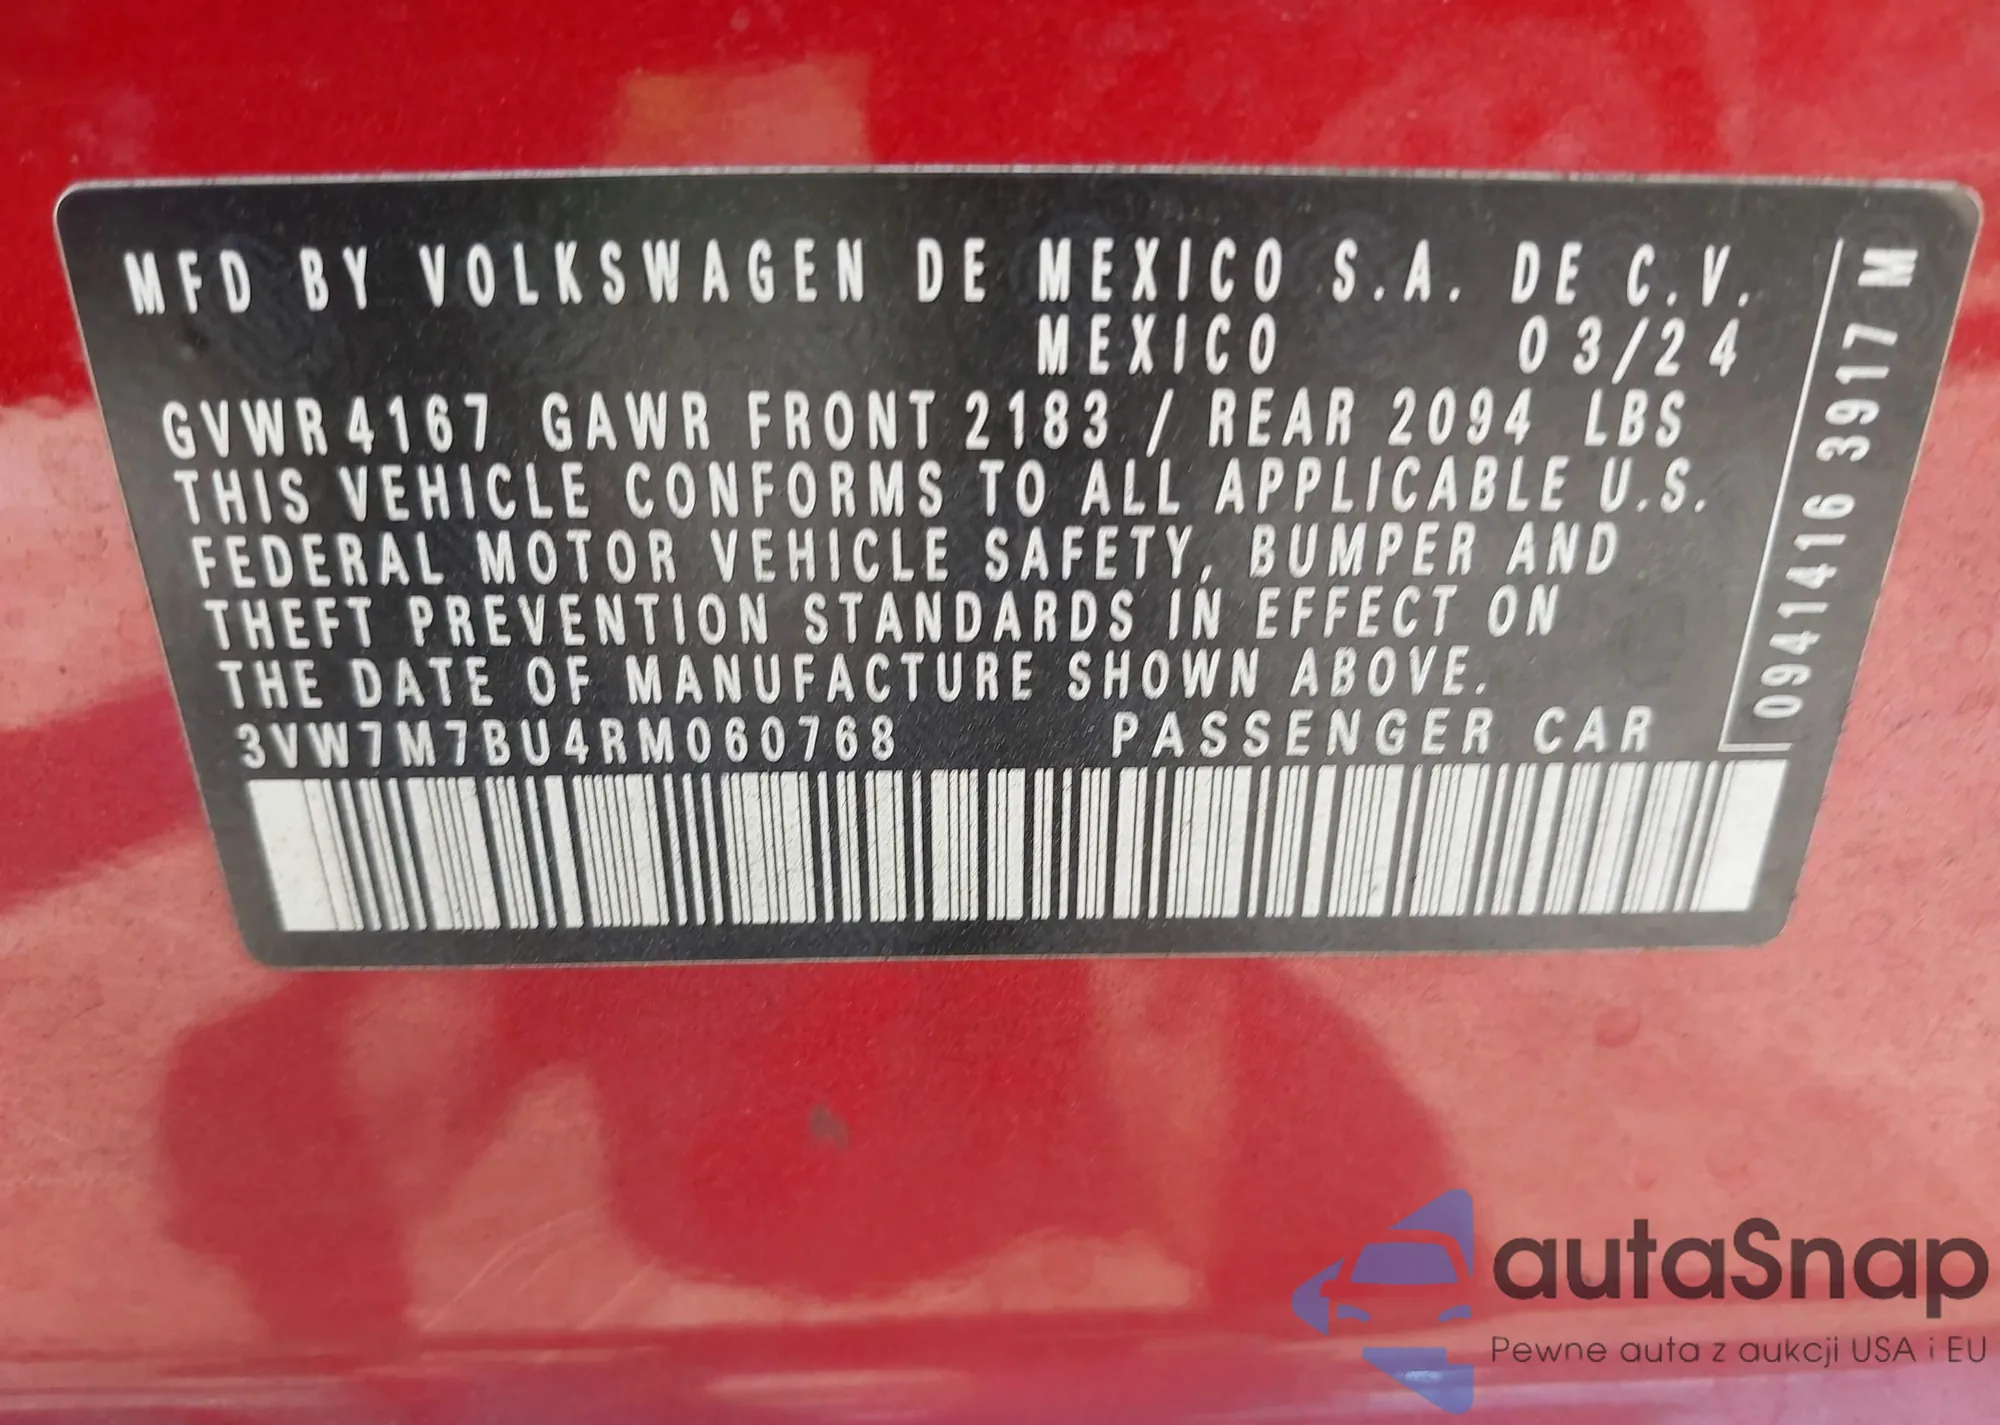 MFD BY VOLKSWAGEN DE MEXICO S.A. DE C.V.
MEXICO 03/24
GVWR 4167 GAWR FRONT 2183 / REAR 2094 LBS
THIS VEHICLE CONFORMS TO ALL APPLICABLE U.S.
FEDERAL MOTOR VEHICLE SAFETY, BUMPER AND
THEFT PREVENTION STANDARDS IN EFFECT ON
THE DATE OF MANUFACTURE SHOWN ABOVE.
3VW7M7BU4RM060768 PASSENGER CAR
0941416 3917 M
autaSnap
Pewne auta z aukcji USA i EU